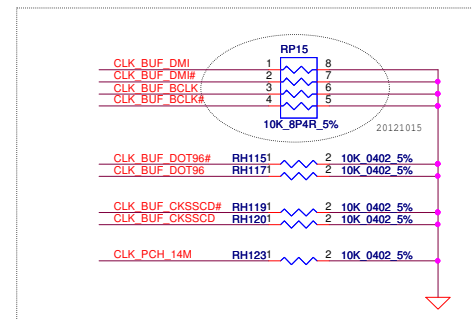 RP15
CLK_BUF_DMI 1 8
CLK_BUF_DMI# 2 7
CLK_BUF_BCLK 3 6
CLK_BUF_BCLK# 4 5
10K_8P4R_5%
20121015
CLK_BUF_DOT96# RH115 1 2 10K_0402_5%
CLK_BUF_DOT96 RH117 1 2 10K_0402_5%
CLK_BUF_CKSSCD# RH119 1 2 10K_0402_5%
CLK_BUF_CKSSCD RH120 1 2 10K_0402_5%
CLK_PCH_14M RH123 1 2 10K_0402_5%